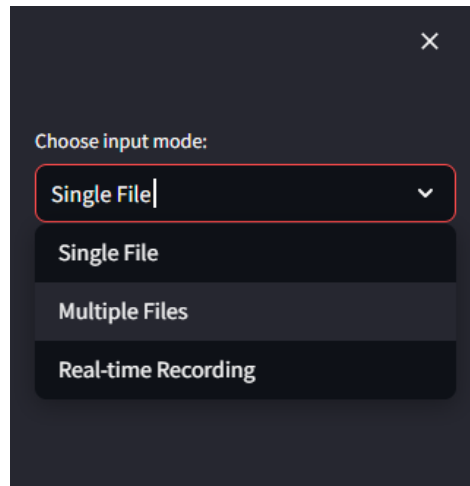 Choose input mode:
Single File
Single File
Multiple Files
Real-time Recording